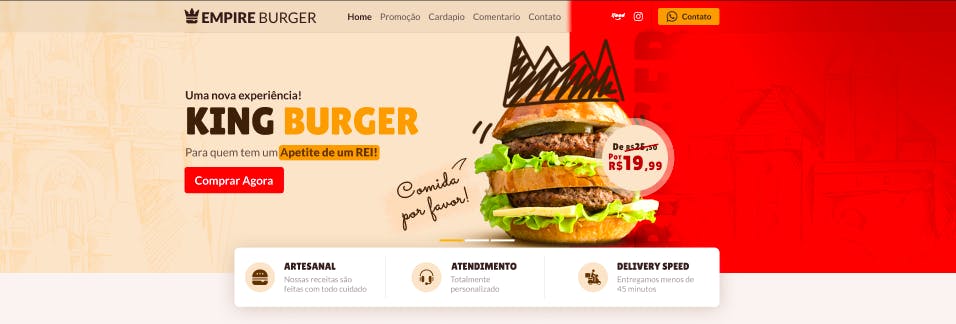 EMPIRE BURGER
Home Promoção Cardapio Comentario Contato
ifood
Contato
Uma nova experiência!
KING BURGER
Para quem tem um Apetite de um REI!
Comprar Agora
Comida
por favor!
De R$25,50
Por
R$19,99
SPEED
ARTESANAL
Nossas receitas são
feitas com todo cuidado
ATENDIMENTO
Totalmente
personalizado
DELIVERY SPEED
Entregamos menos de
45 minutos